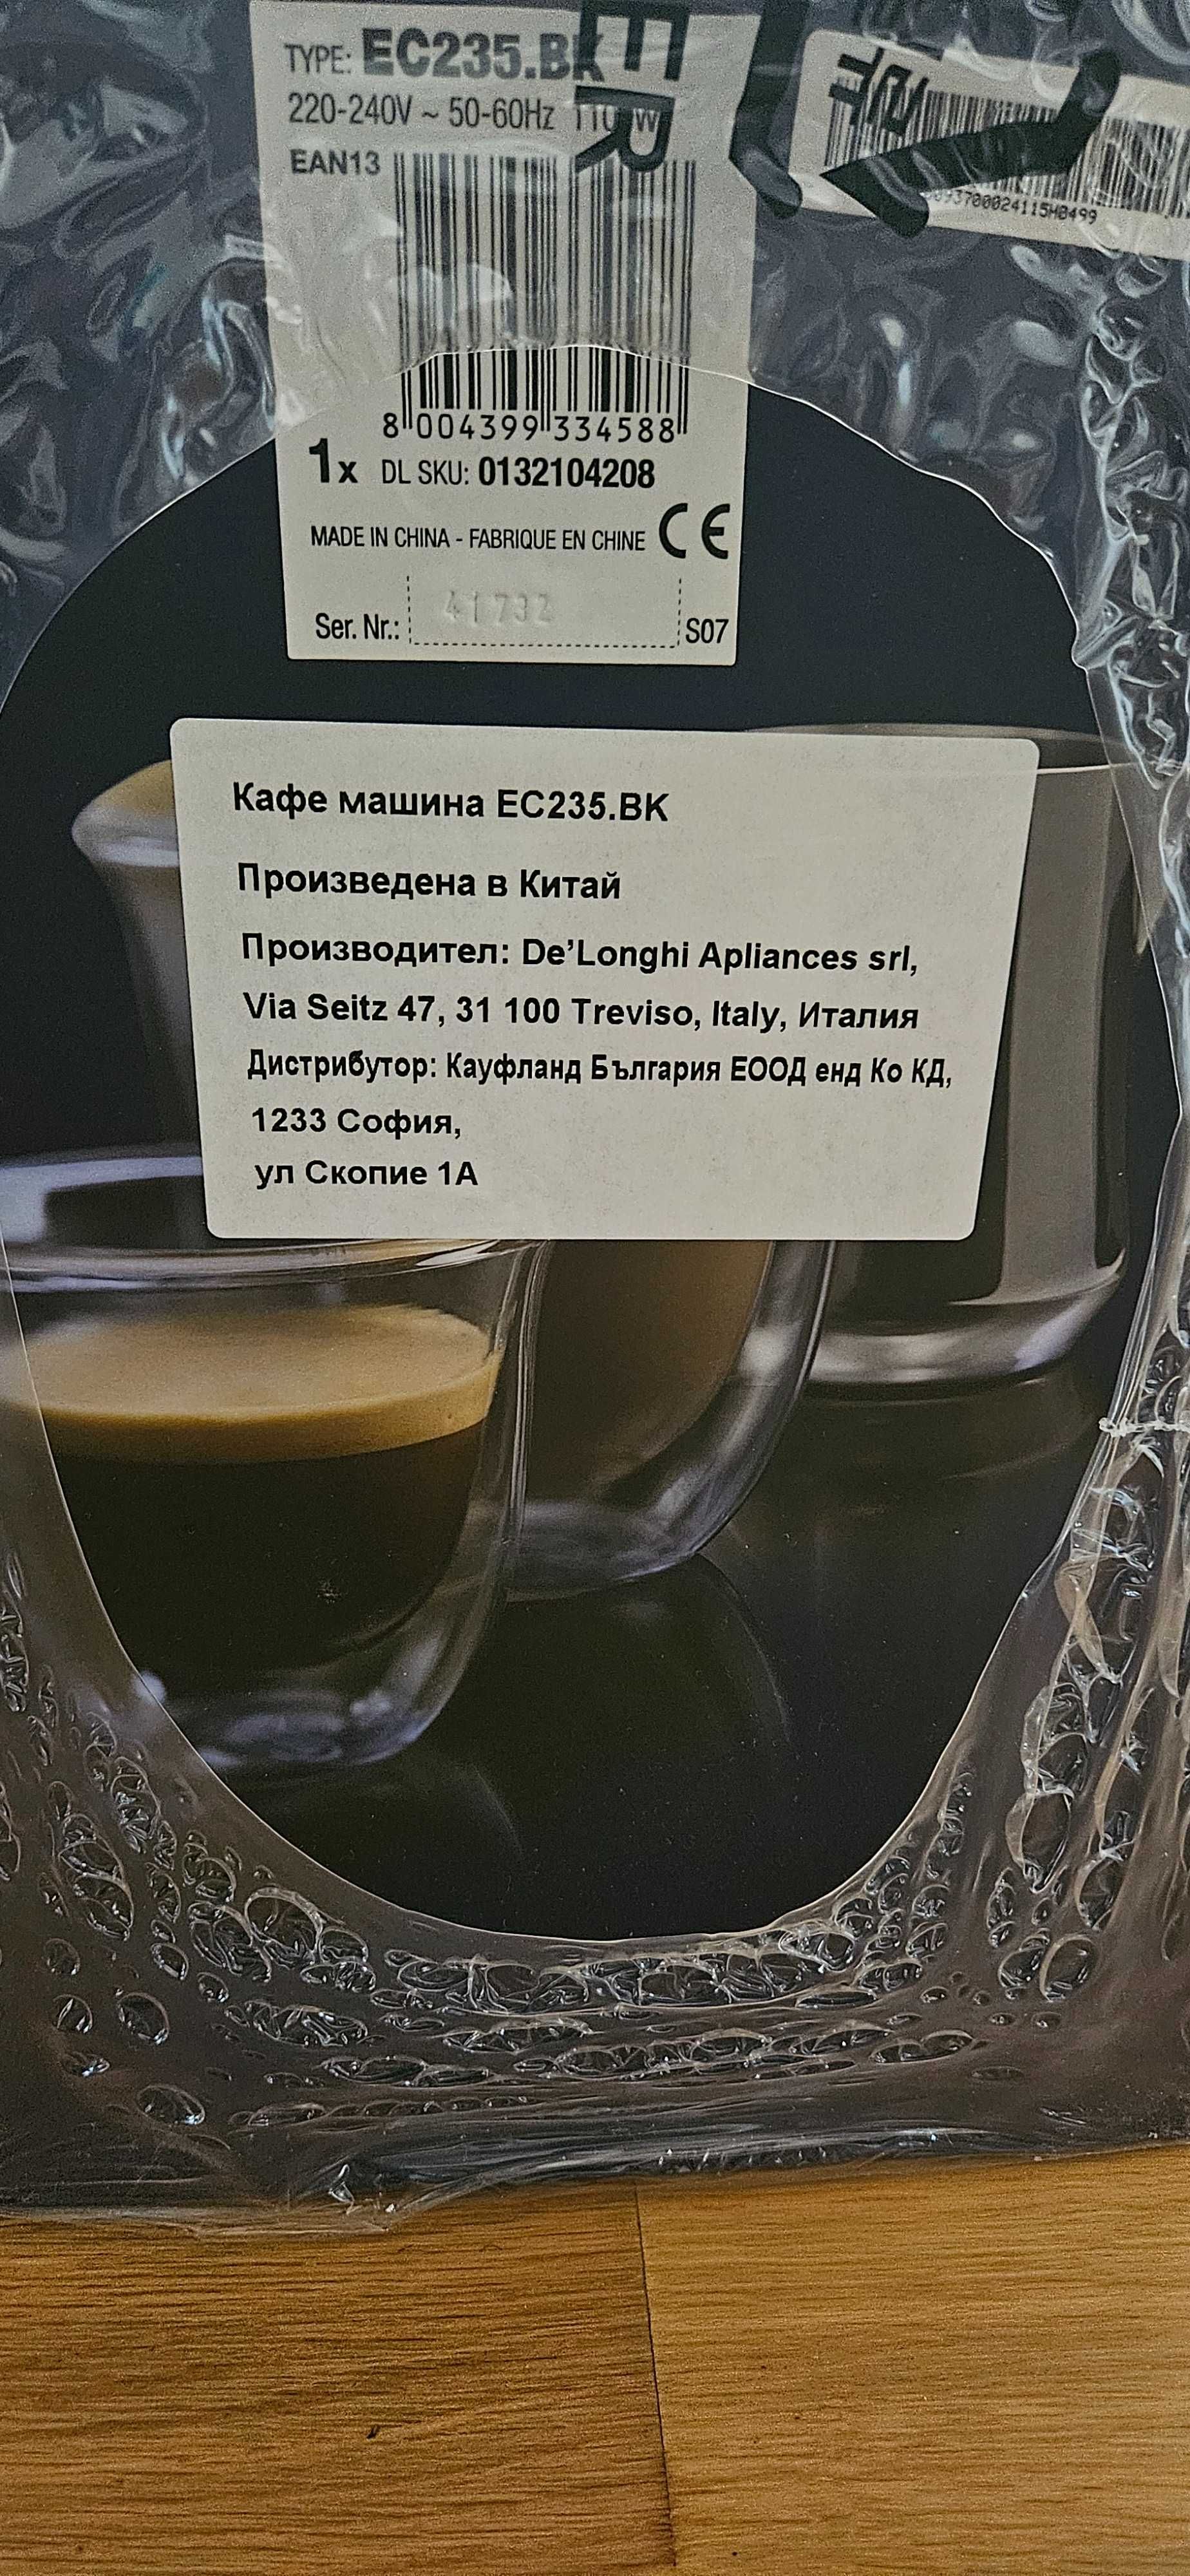 TYPE: EC235.BK
220-240V ~ 50-60Hz 1100W
EAN13
8 004399 334588
1x DL SKU: 0132104208
MADE IN CHINA - FABRIQUE EN CHINE CE
41732
Ser. Nr.: S07
Кафе машина EC235.BK
Произведена в Китай
Производител: De’Longhi Apliances srl,
Via Seitz 47, 31 100 Treviso, Italy, Италия
Дистрибутор: Кауфланд България ЕООД енд Ко КД,
1233 София,
ул Скопие 1А